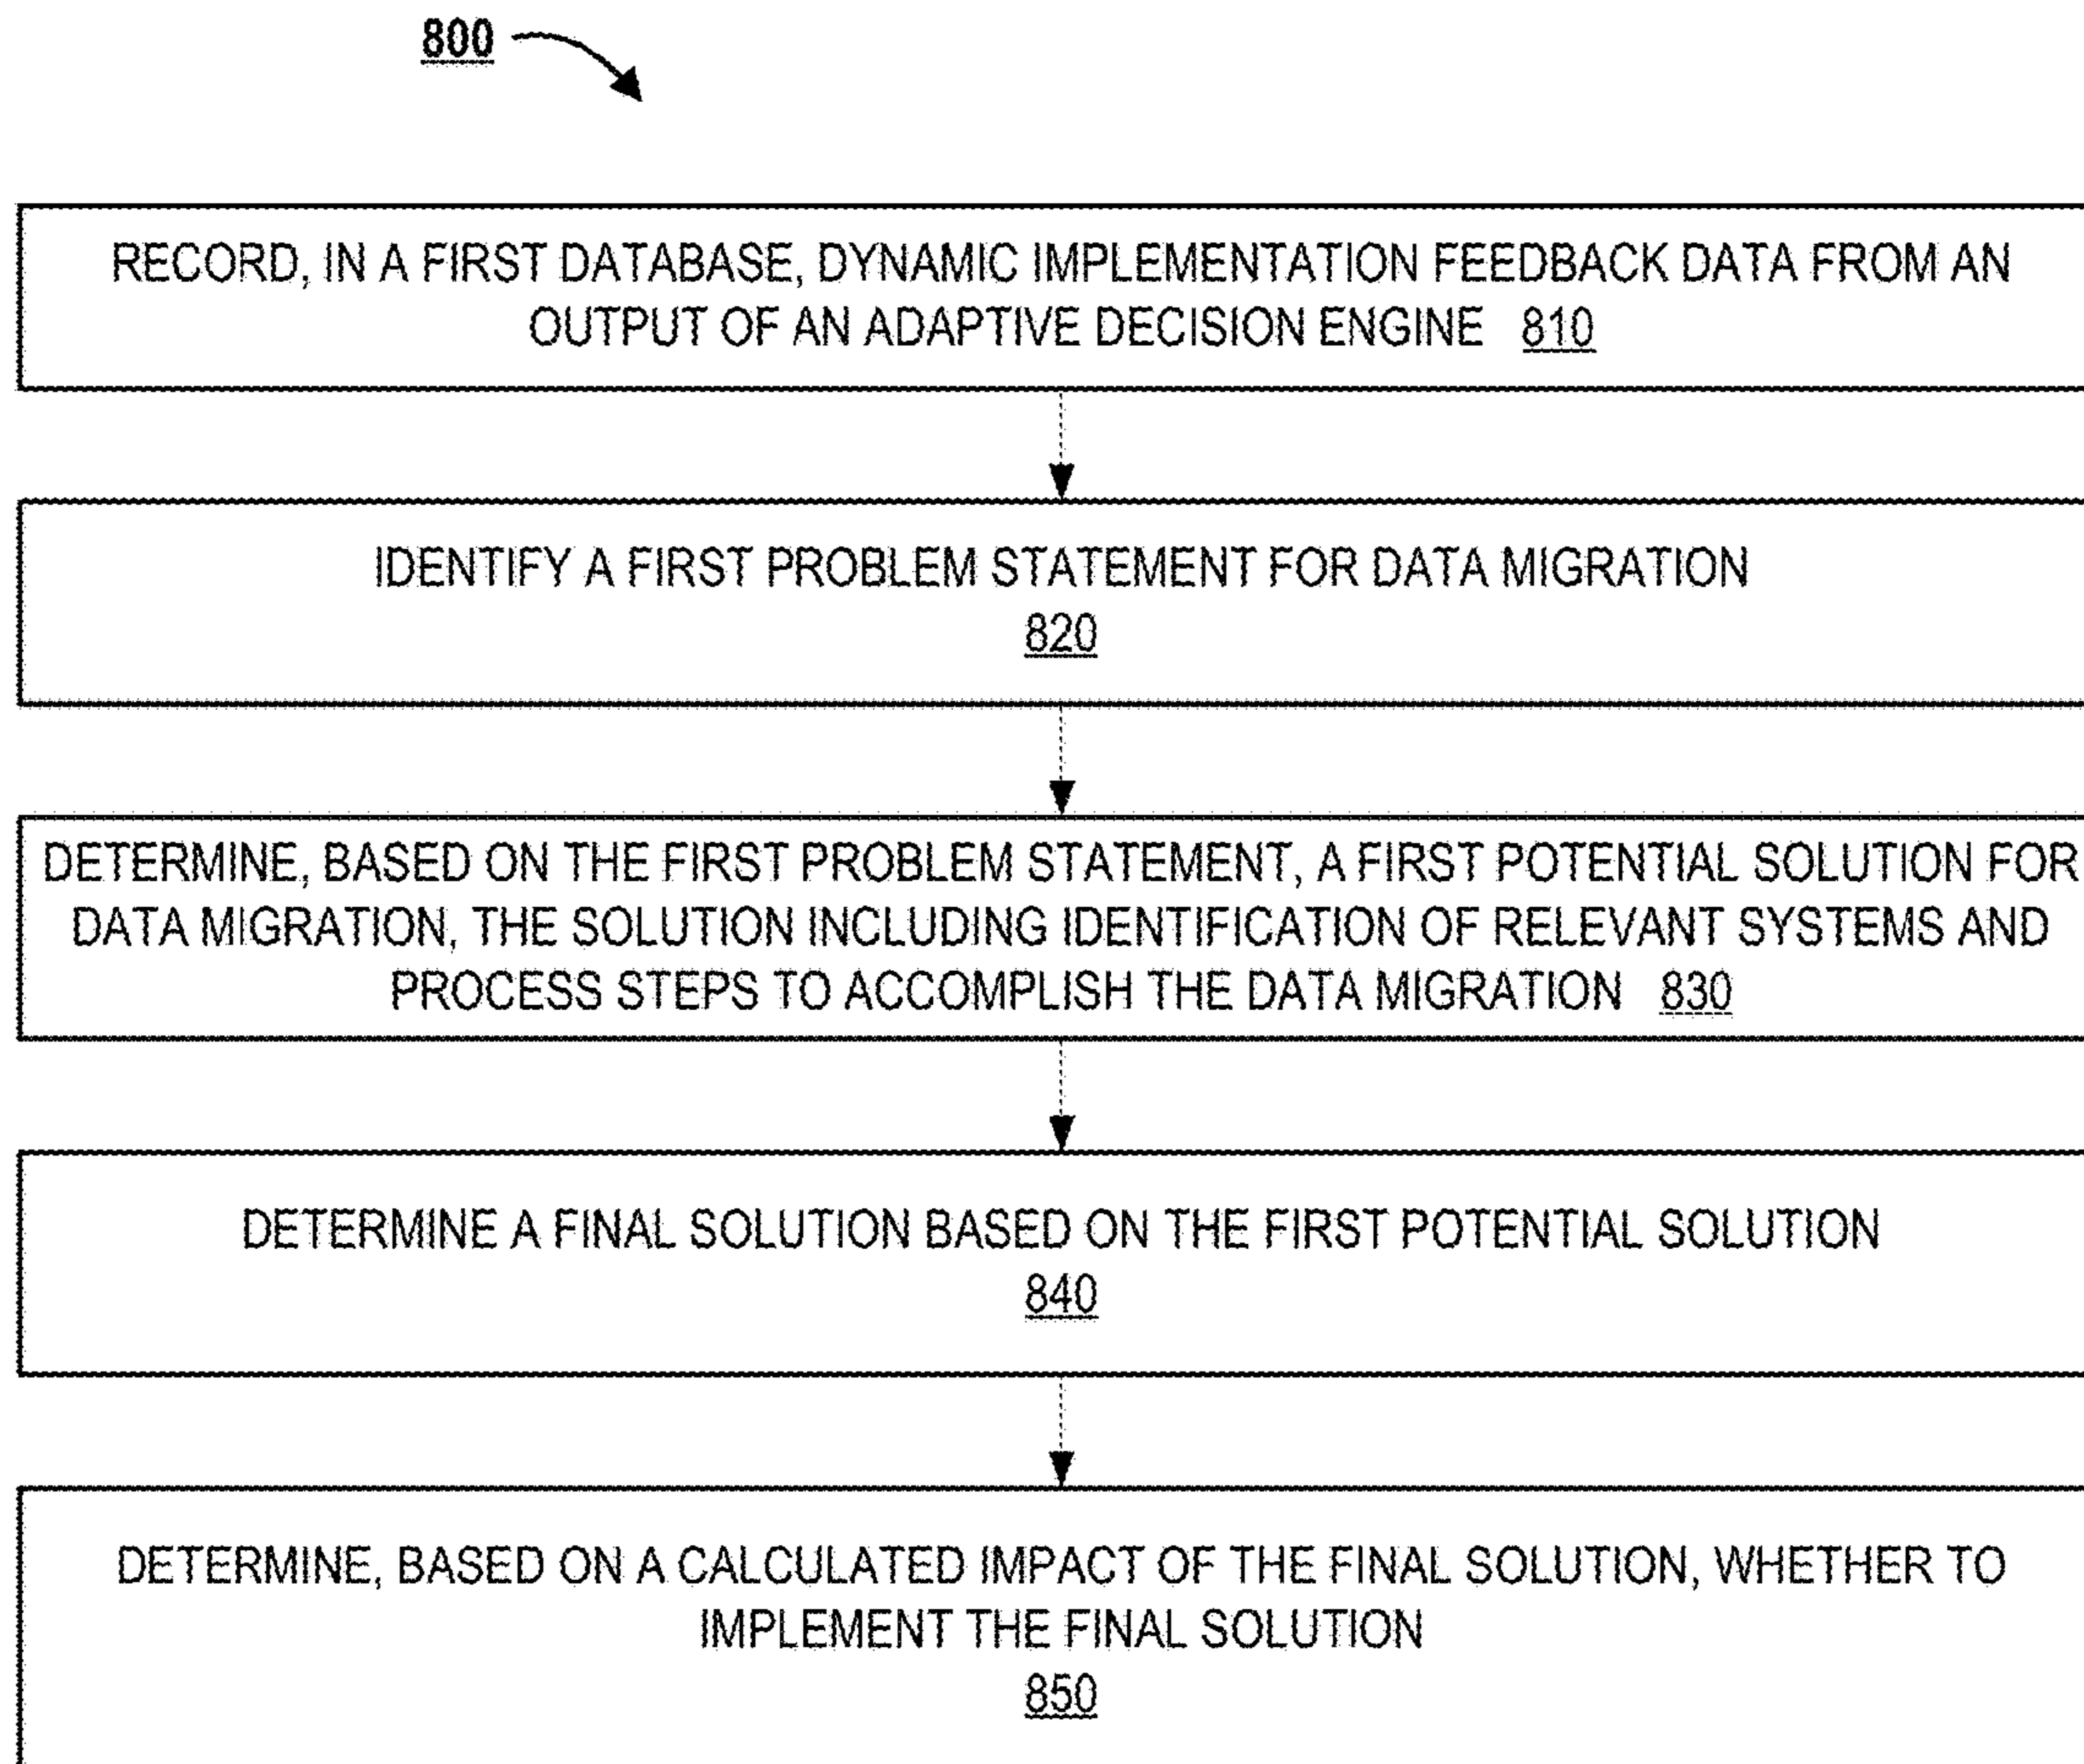 800
RECORD, IN A FIRST DATABASE, DYNAMIC IMPLEMENTATION FEEDBACK DATA FROM AN
OUTPUT OF AN ADAPTIVE DECISION ENGINE 810
IDENTIFY A FIRST PROBLEM STATEMENT FOR DATA MIGRATION
820
DETERMINE, BASED ON THE FIRST PROBLEM STATEMENT, A FIRST POTENTIAL SOLUTION FOR
DATA MIGRATION, THE SOLUTION INCLUDING IDENTIFICATION OF RELEVANT SYSTEMS AND
PROCESS STEPS TO ACCOMPLISH THE DATA MIGRATION 830
DETERMINE A FINAL SOLUTION BASED ON THE FIRST POTENTIAL SOLUTION
840
DETERMINE, BASED ON A CALCULATED IMPACT OF THE FINAL SOLUTION, WHETHER TO
IMPLEMENT THE FINAL SOLUTION
850